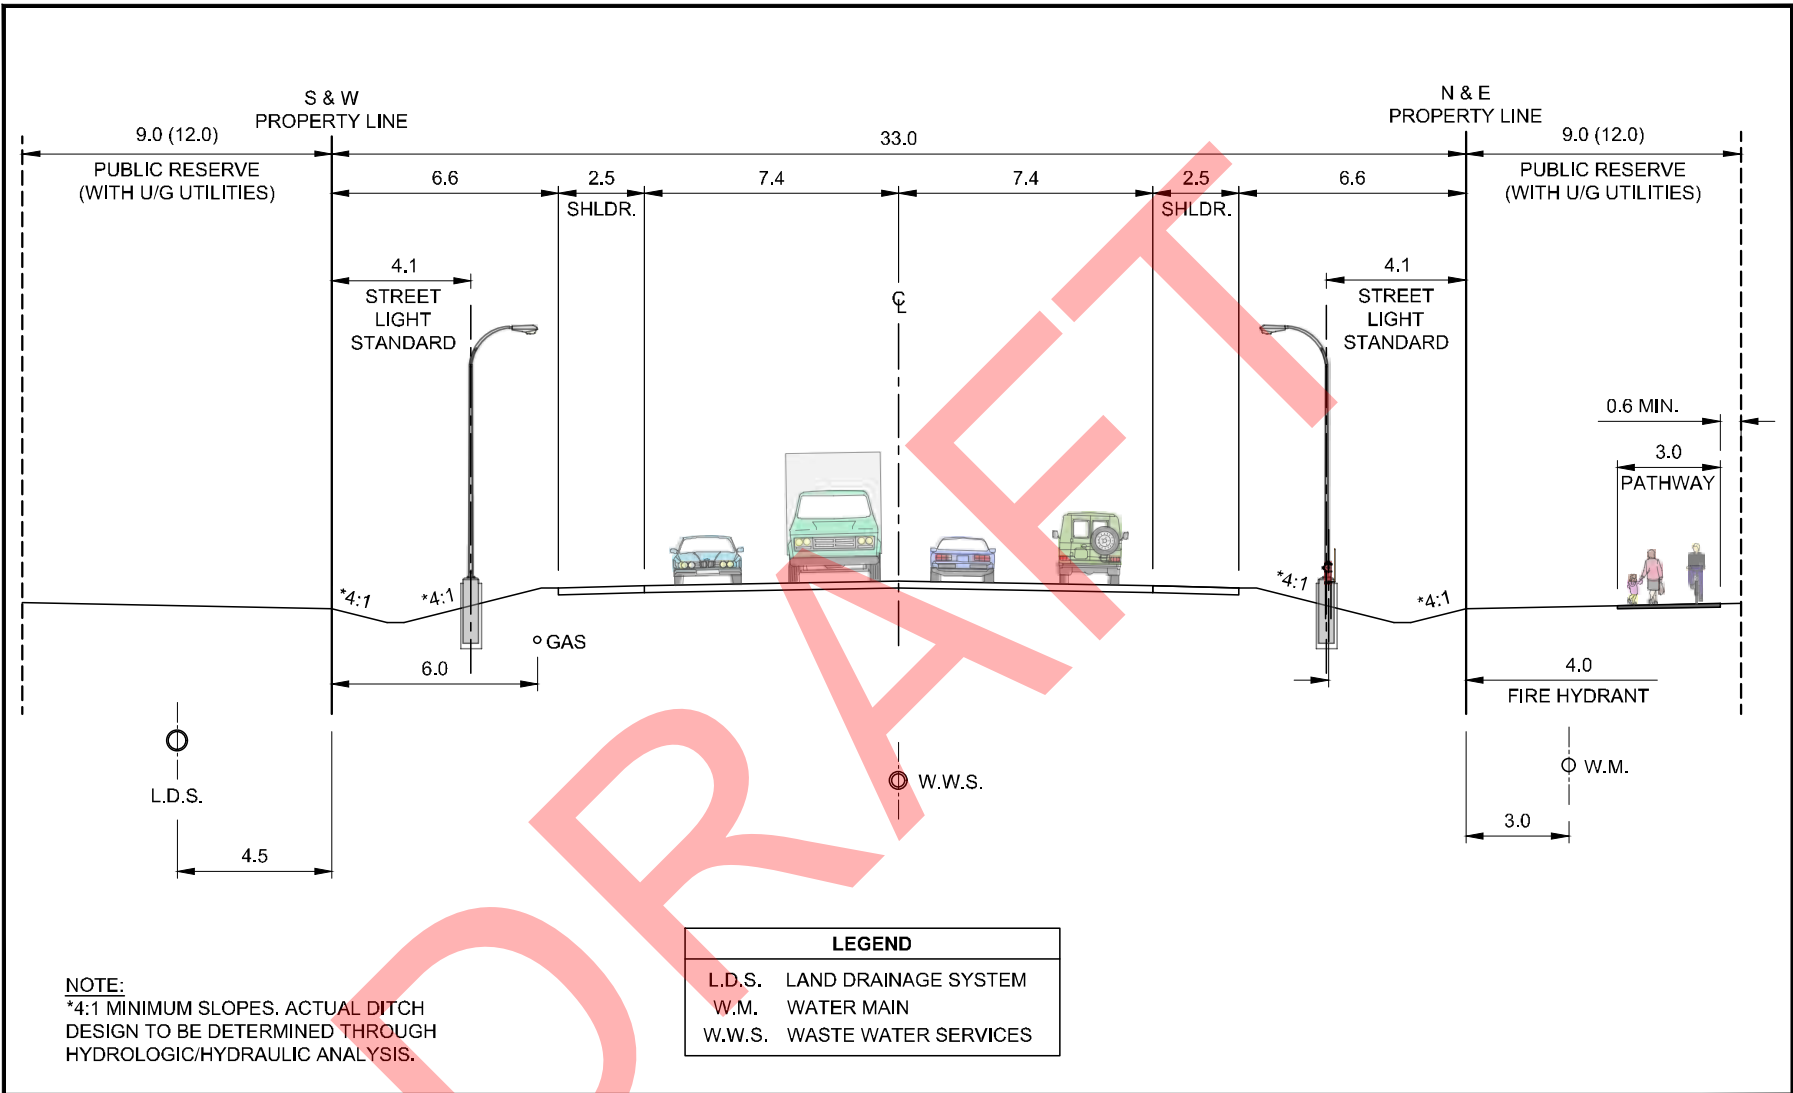 S & W
PROPERTY LINE
N & E
PROPERTY LINE
9.0 (12.0)
33.0
9.0 (12.0)
PUBLIC RESERVE
(WITH U/G UTILITIES)
PUBLIC RESERVE
(WITH U/G UTILITIES)
6.6
2.5
7.4
7.4
2.5
6.6
SHLDR.
SHLDR.
4.1
STREET
LIGHT
STANDARD
CL
4.1
STREET
LIGHT
STANDARD
0.6 MIN.
3.0
PATHWAY
*4:1
*4:1
*4:1
*4:1
GAS
6.0
4.0
FIRE HYDRANT
L.D.S.
W.W.S.
W.M.
4.5
3.0
DRAFT
NOTE:
*4:1 MINIMUM SLOPES. ACTUAL DITCH
DESIGN TO BE DETERMINED THROUGH
HYDROLOGIC/HYDRAULIC ANALYSIS.
LEGEND
L.D.S. LAND DRAINAGE SYSTEM
W.M. WATER MAIN
W.W.S. WASTE WATER SERVICES